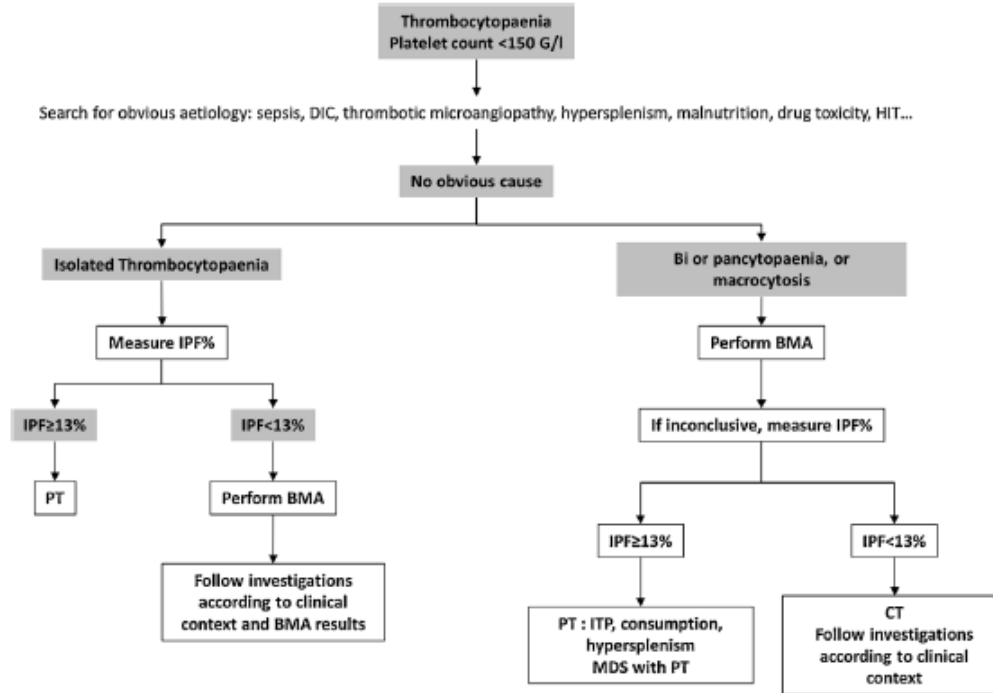 Thrombocytopaenia
Platelet count <150 G/l
Search for obvious aetiology: sepsis, DIC, thrombotic microangiopathy, hypersplenism, malnutrition, drug toxicity, HIT...
No obvious cause
Isolated Thrombocytopaenia
Bi or pancytopaenia, or
macrocytosis
Measure IPF%
Perform BMA
IPF≥13%
IPF<13%
If inconclusive, measure IPF%
PT
Perform BMA
IPF≥13%
IPF<13%
Follow investigations
according to clinical
context and BMA results
PT : ITP, consumption,
hypersplenism
MDS with PT
CT
Follow investigations
according to clinical
context